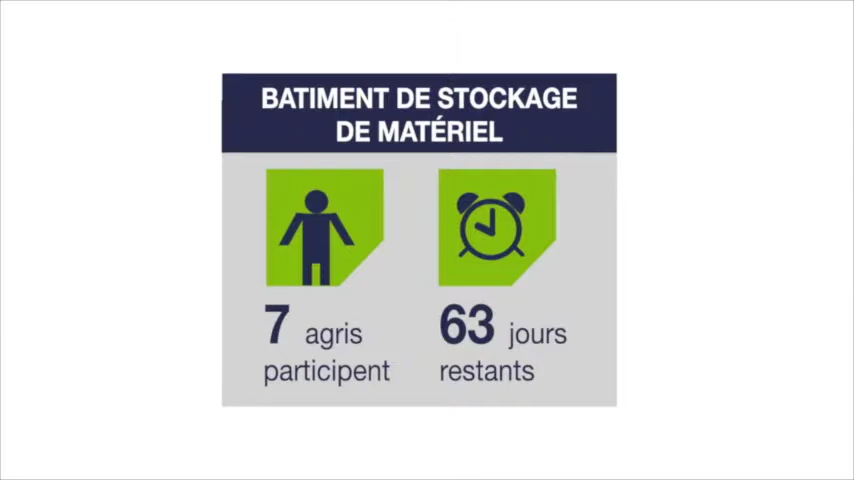 BATIMENT DE STOCKAGE
DE MATÉRIEL
7 agris
participent
63 jours
restants